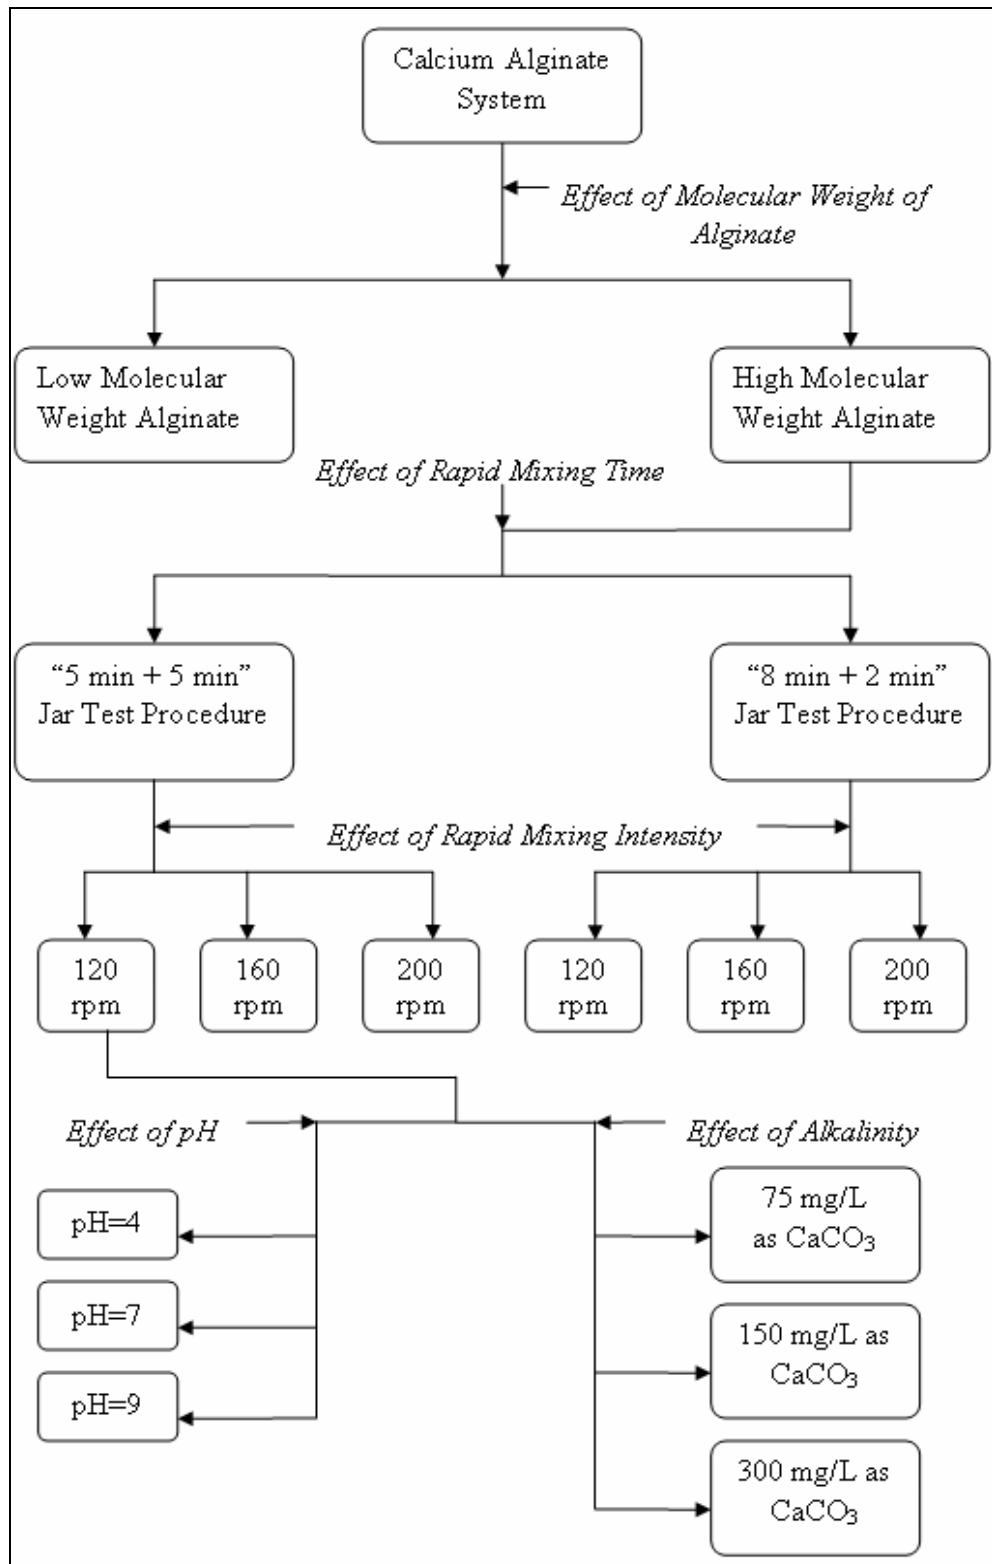 Calcium Alginate
System
Effect of Molecular Weight of
Alginate
Low Molecular
Weight Alginate
High Molecular
Weight Alginate
Effect of Rapid Mixing Time
“5 min + 5 min”
Jar Test Procedure
“8 min + 2 min”
Jar Test Procedure
Effect of Rapid Mixing Intensity
120
rpm
160
rpm
200
rpm
120
rpm
160
rpm
200
rpm
Effect of pH
Effect of Alkalinity
pH=4
pH=7
pH=9
75 mg/L
as CaCO₃
150 mg/L as
CaCO₃
300 mg/L as
CaCO₃